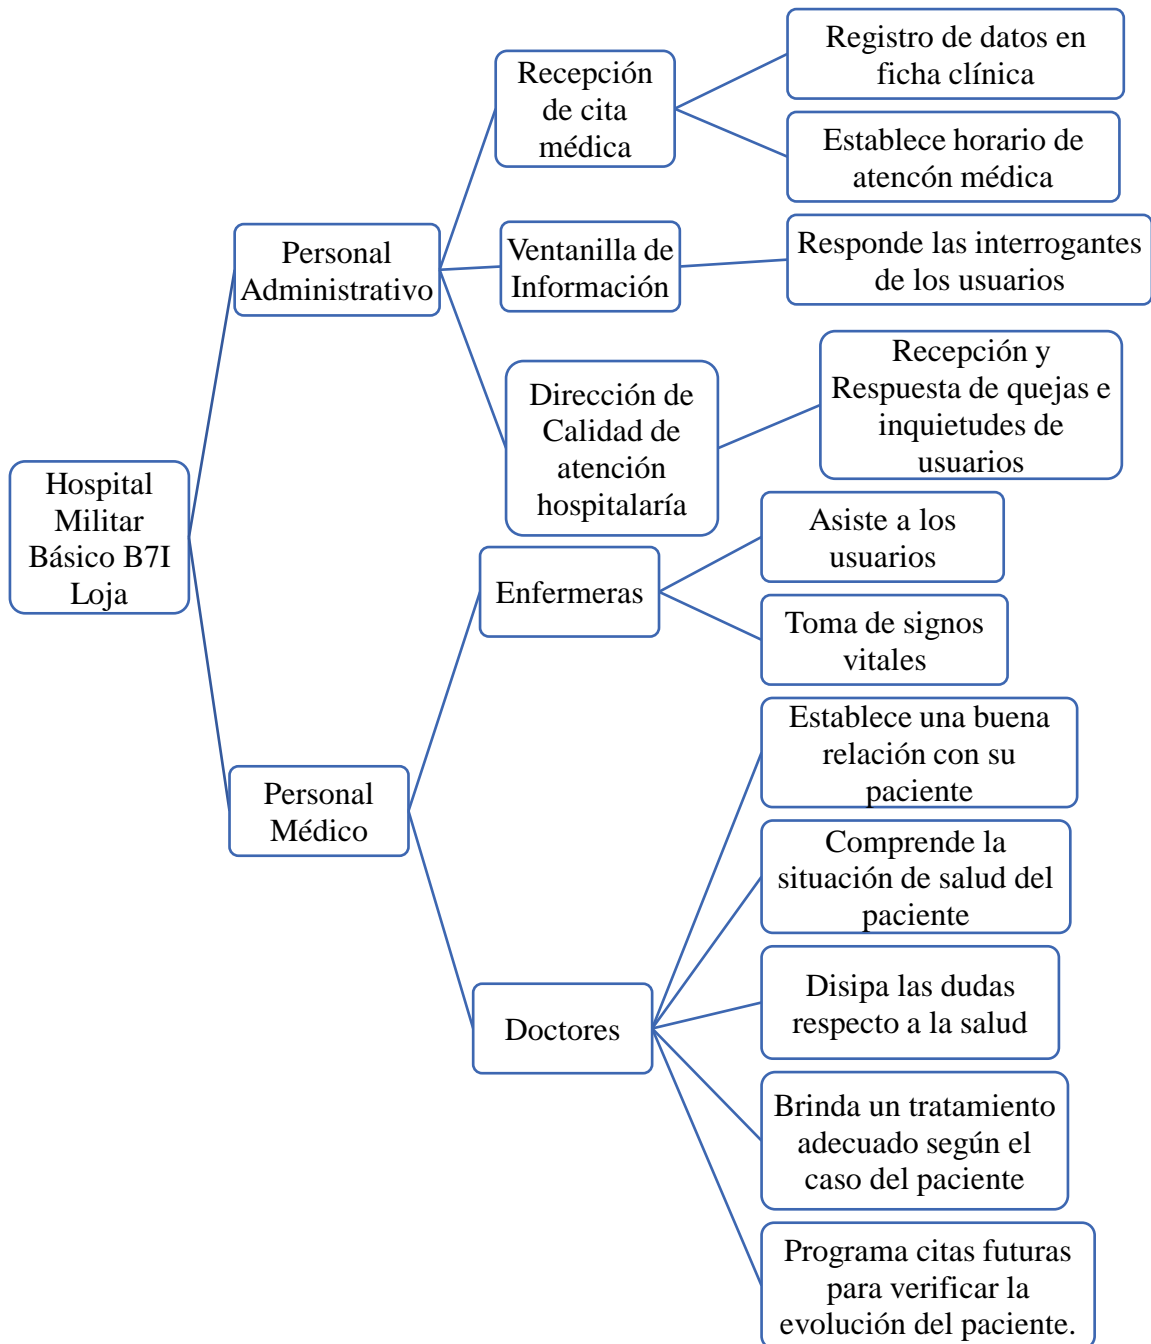 Hospital
Militar
Básico B7I
Loja
Personal
Administrativo
Recepción
de cita
médica
Registro de datos en
ficha clínica
Establece horario de
atencón médica
Ventanilla de
Información
Responde las interrogantes
de los usuarios
Dirección de
Calidad de
atención
hospitalaría
Recepción y
Respuesta de quejas e
inquietudes de
usuarios
Personal
Médico
Enfermeras
Asiste a los
usuarios
Toma de signos
vitales
Doctores
Establece una buena
relación con su
paciente
Comprende la
situación de salud del
paciente
Disipa las dudas
respecto a la salud
Brinda un tratamiento
adecuado según el
caso del paciente
Programa citas futuras
para verificar la
evolución del paciente.